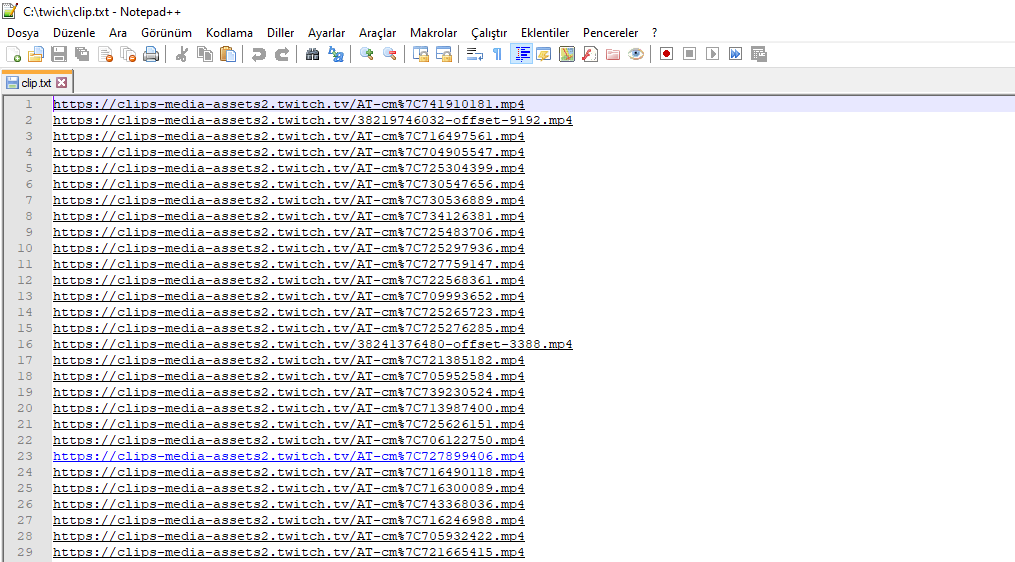 C:\twich\clip.txt - Notepad++
Dosya Düzenle Ara Görünüm Kodlama Diller Ayarlar Araçlar Makrolar Çalıştır Eklentiler Pencereler ?
clip.txt
1 https://clips-media-assets2.twitch.tv/AT-cm%7C741910181.mp4
2 https://clips-media-assets2.twitch.tv/38219746032-offset-9192.mp4
3 https://clips-media-assets2.twitch.tv/AT-cm%7C716497561.mp4
4 https://clips-media-assets2.twitch.tv/AT-cm%7C704905547.mp4
5 https://clips-media-assets2.twitch.tv/AT-cm%7C725304399.mp4
6 https://clips-media-assets2.twitch.tv/AT-cm%7C730547656.mp4
7 https://clips-media-assets2.twitch.tv/AT-cm%7C730536889.mp4
8 https://clips-media-assets2.twitch.tv/AT-cm%7C734126381.mp4
9 https://clips-media-assets2.twitch.tv/AT-cm%7C725483706.mp4
10 https://clips-media-assets2.twitch.tv/AT-cm%7C725297936.mp4
11 https://clips-media-assets2.twitch.tv/AT-cm%7C727759147.mp4
12 https://clips-media-assets2.twitch.tv/AT-cm%7C722568361.mp4
13 https://clips-media-assets2.twitch.tv/AT-cm%7C709993652.mp4
14 https://clips-media-assets2.twitch.tv/AT-cm%7C725265723.mp4
15 https://clips-media-assets2.twitch.tv/AT-cm%7C725276285.mp4
16 https://clips-media-assets2.twitch.tv/38241376480-offset-3388.mp4
17 https://clips-media-assets2.twitch.tv/AT-cm%7C721385182.mp4
18 https://clips-media-assets2.twitch.tv/AT-cm%7C705952584.mp4
19 https://clips-media-assets2.twitch.tv/AT-cm%7C739230524.mp4
20 https://clips-media-assets2.twitch.tv/AT-cm%7C713987400.mp4
21 https://clips-media-assets2.twitch.tv/AT-cm%7C725626151.mp4
22 https://clips-media-assets2.twitch.tv/AT-cm%7C706122750.mp4
23 https://clips-media-assets2.twitch.tv/AT-cm%7C727899406.mp4
24 https://clips-media-assets2.twitch.tv/AT-cm%7C716490118.mp4
25 https://clips-media-assets2.twitch.tv/AT-cm%7C716300089.mp4
26 https://clips-media-assets2.twitch.tv/AT-cm%7C743368036.mp4
27 https://clips-media-assets2.twitch.tv/AT-cm%7C716246988.mp4
28 https://clips-media-assets2.twitch.tv/AT-cm%7C705932422.mp4
29 https://clips-media-assets2.twitch.tv/AT-cm%7C721665415.mp4